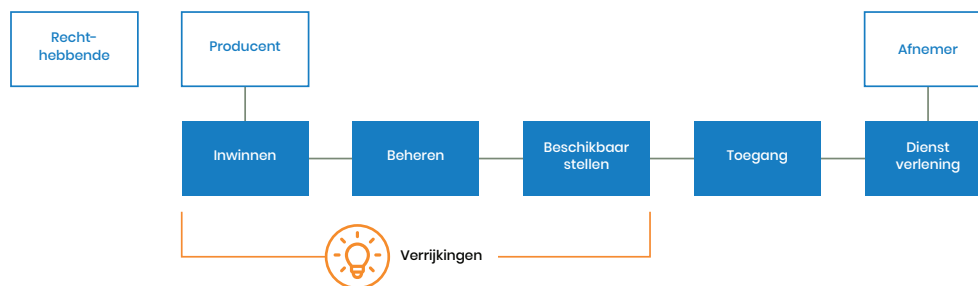 Recht-
hebbende
Producent
Afnemer
Inwinnen
Beheren
Beschikbaar
stellen
Toegang
Dienst
verlening
Verrijkingen